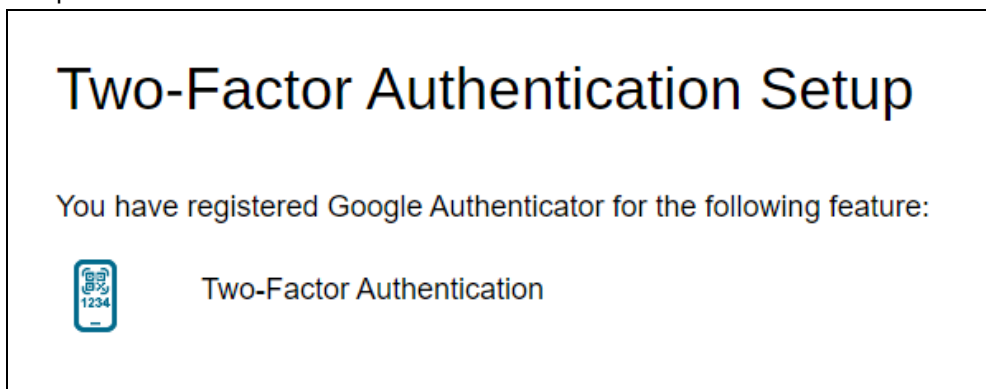 Two-Factor Authentication Setup
You have registered Google Authenticator for the following feature:
1234
Two-Factor Authentication